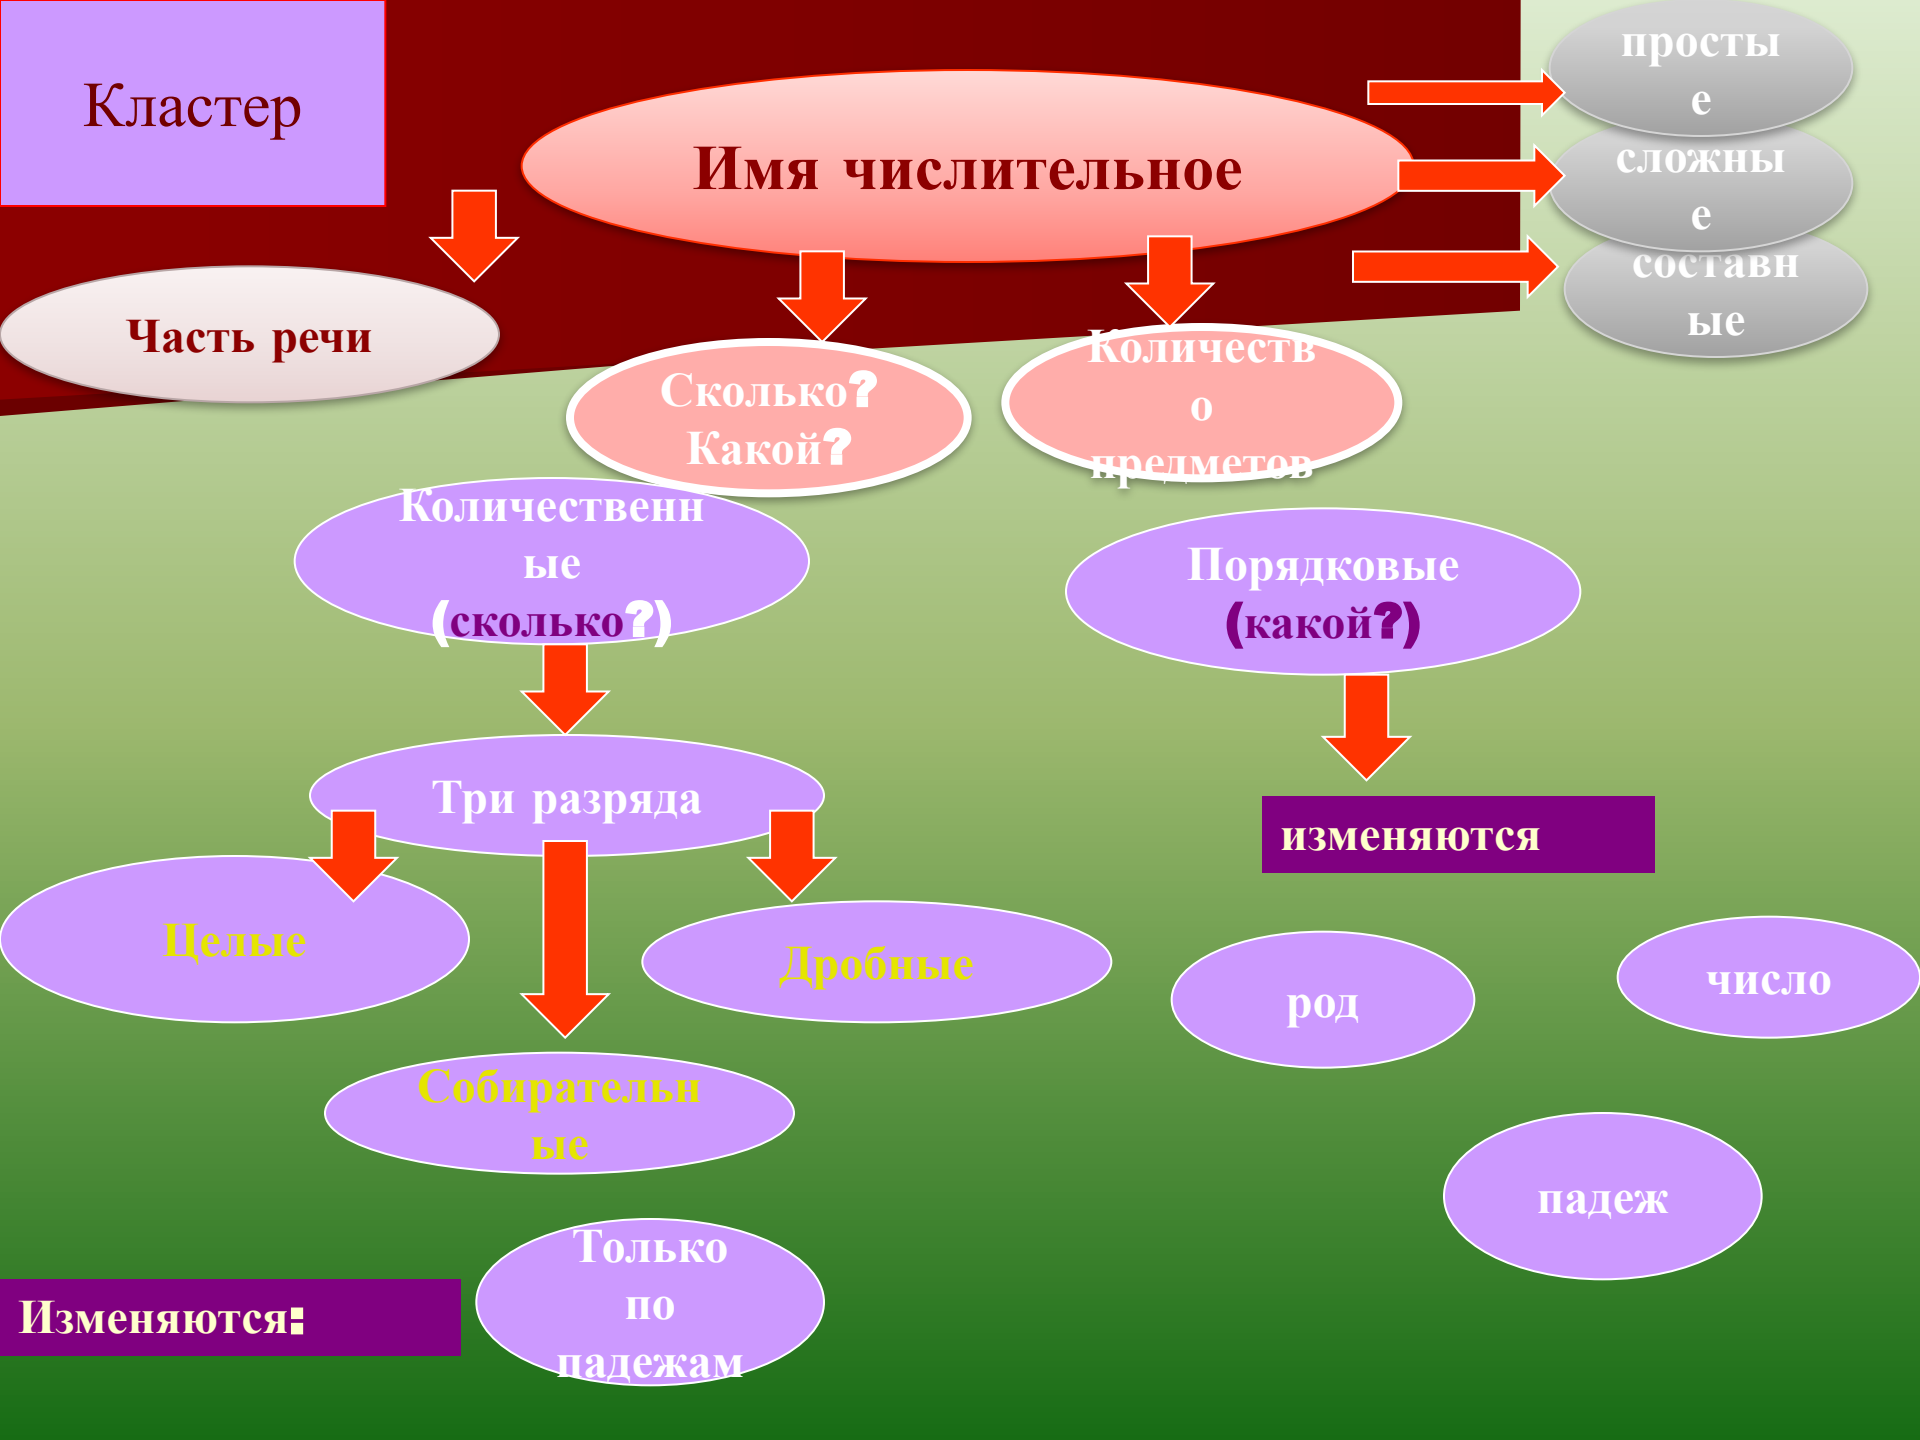 Кластер
Имя числительное
просты
е
сложны
е
составн
ые
Часть речи
Сколько?
Какой?
Количеств
о
предметов
Количественн
ые
(сколько?)
Порядковые
(какой?)
Три разряда
изменяются
Целые
Дробные
род
число
Собирательн
ые
падеж
Только
по
падежам
Изменяются: